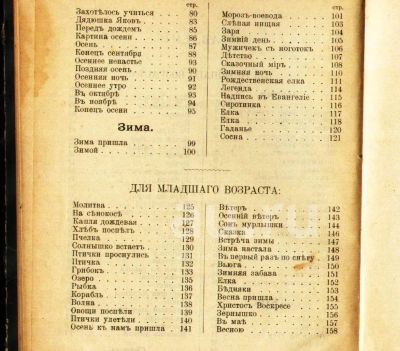 стр.
Захотѣлось учиться 80
Дядюшка Яковъ 83
Передъ дождемъ 85
Картина осени 86
Осень 87
Конецъ сентября 88
Осеннее ненастье 89
Поздняя осень 90
Осенняя ночь 91
Осеннее утро 92
Въ октябрѣ 93
Въ ноябрѣ 94
Конецъ осени 95
Зима.
Зима пришла 99
Зимой 100
стр.
Морозъ-воевода 101
Слѣпая нищая 103
Заря 104
Зимній день 105
Мужичекъ съ ноготокъ 106
Дѣтство 107
Сказочный міръ 108
Зимняя ночь 110
Рождественская елка 111
Легенда 114
Надпись въ Евангеліе 115
Сиротинка 116
Елка 117
Елка 118
Гаданье 120
Сосна 121
ДЛЯ МЛАДШАГО ВОЗРАСТА:
Молитва 125
На сѣнокосѣ 126
Капля дождевая 127
Хлѣбъ поспѣлъ 128
Пчелка 129
Солнышко встаетъ 130
Птички проснулись 131
Птичка 132
Грибокъ 133
Озеро 135
Рыбка 136
Корабль 137
Волна 138
Овощи поспѣли 139
Птички улетѣли 140
Осень къ намъ пришла 141
Вѣтеръ 142
Осенній вѣтеръ 143
Сонъ мурлышки 144
Сказка 146
Встрѣча зимы 147
Зима настала 148
Въ первый разъ по снѣгу 149
Вьюга 150
Зимняя забава 151
Елка 152
Бѣдняки 153
Весна пришла 154
Христосъ Воскресе 155
Зернышко 156
Въ маѣ 157
Весною 158